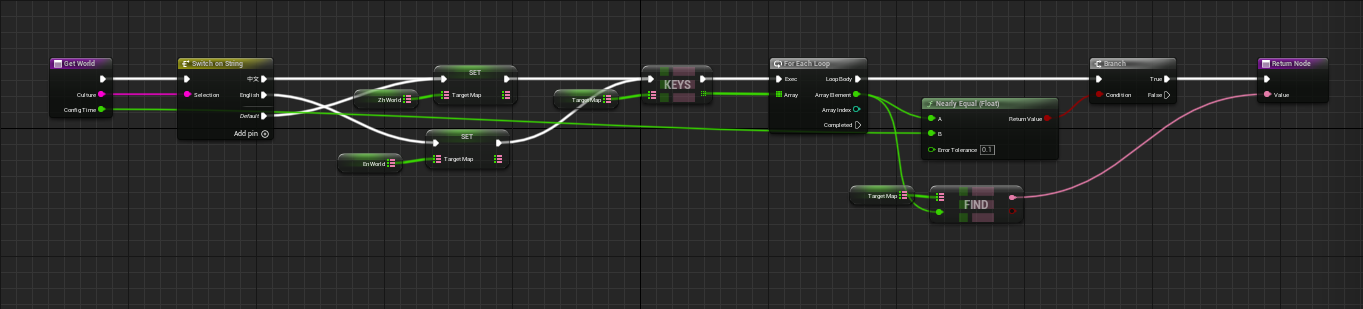 Get World
Culture
Config Time
Switch on String
Selection
中文
English
Default
Add pin
ZhWorld
SET
Target Map
EnWorld
SET
Target Map
Target Map
KEYS
For Each Loop
Exec
Array
Loop Body
Array Element
Array Index
Completed
Nearly Equal (Float)
A
B
Error Tolerance 0.1
Return Value
Target Map
FIND
Branch
Condition
True
False
Return Node
Value